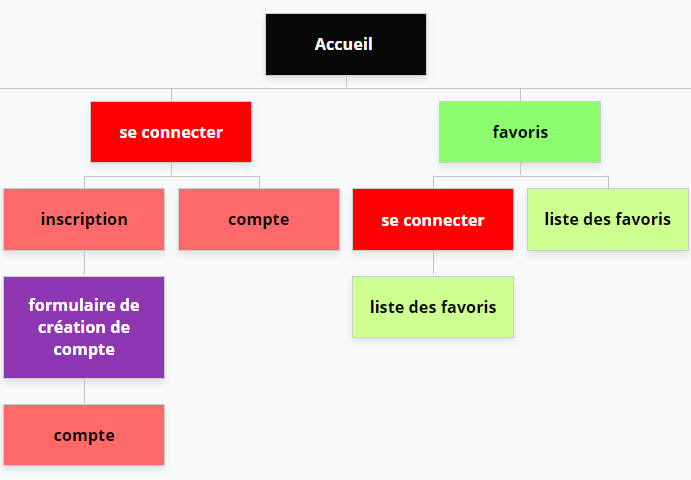 Accueil
se connecter
favoris
inscription
compte
se connecter
liste des favoris
formulaire de
création de
compte
liste des favoris
compte